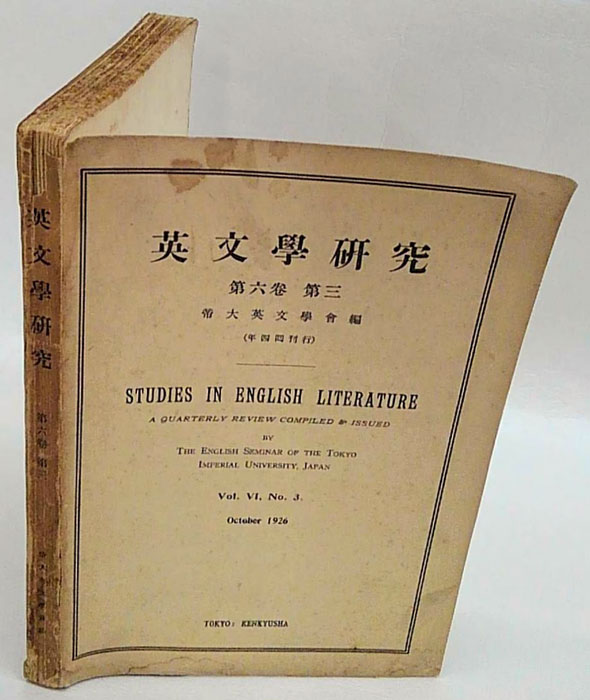 英文學研究
第六卷 第三
帝大英文學會編
(年四囘刊行)
STUDIES IN ENGLISH LITERATURE
A QUARTERLY REVIEW COMPILED & ISSUED
BY
THE ENGLISH SEMINAR OF THE TOKYO
IMPERIAL UNIVERSITY, JAPAN
Vol. VI, No. 3.
October 1926
TOKYO: KENKYUSHA
英文學研究
第六卷 第三